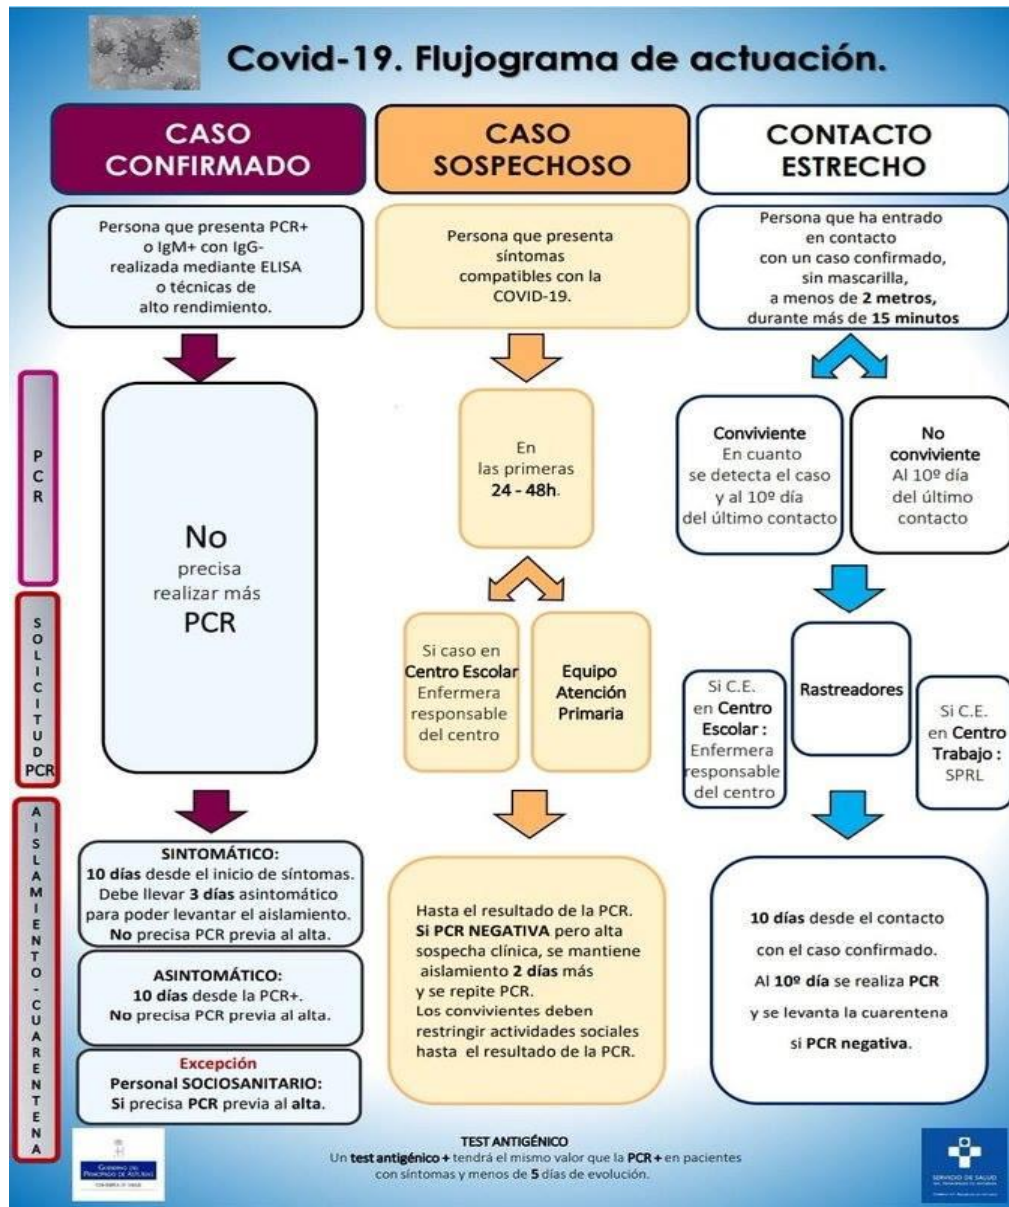 Covid-19. Flujograma de actuación.
CASO
CONFIRMADO
CASO
SOSPECHOSO
CONTACTO
ESTRECHO
Persona que presenta PCR+
o IgM+ con IgG-
realizada mediante ELISA
o técnicas de
alto rendimiento.
Persona que presenta
síntomas
compatibles con la
COVID-19.
Persona que ha entrado
en contacto
con un caso confirmado,
sin mascarilla,
a menos de 2 metros,
durante más de 15 minutos
PCR
No
precisa
realizar más
PCR
En
las primeras
24 - 48h.
Conviviente
En cuanto
se detecta el caso
y al 10º día
del último contacto
No
conviviente
Al 10º día
del último
contacto
SOLICITUD
PCR
Si caso en
Centro Escolar
Enfermera
responsable
del centro
Equipo
Atención
Primaria
Si C.E.
en Centro
Escolar :
Enfermera
responsable
del centro
Rastreadores
Si C.E.
en Centro
Trabajo :
SPRL
AISLAMIENTO-CUARENTENA
SINTOMÁTICO:
10 días desde el inicio de síntomas.
Debe llevar 3 días asintomático
para poder levantar el aislamiento.
No precisa PCR previa al alta.
ASINTOMÁTICO:
10 días desde la PCR+.
No precisa PCR previa al alta.
Excepción
Personal SOCIOSANITARIO:
Si precisa PCR previa al alta.
Hasta el resultado de la PCR.
Si PCR NEGATIVA pero alta
sospecha clínica, se mantiene
aislamiento 2 días más
y se repite PCR.
Los convivientes deben
restringir actividades sociales
hasta el resultado de la PCR.
10 días desde el contacto
con el caso confirmado.
Al 10º día se realiza PCR
y se levanta la cuarentena
si PCR negativa.
TEST ANTIGÉNICO
Un test antigénico + tendrá el mismo valor que la PCR + en pacientes
con síntomas y menos de 5 días de evolución.
GOBIERNO DEL
PRINCIPADO DE ASTURIAS
SERVICIO DE SALUD
DEL PRINCIPADO DE ASTURIAS